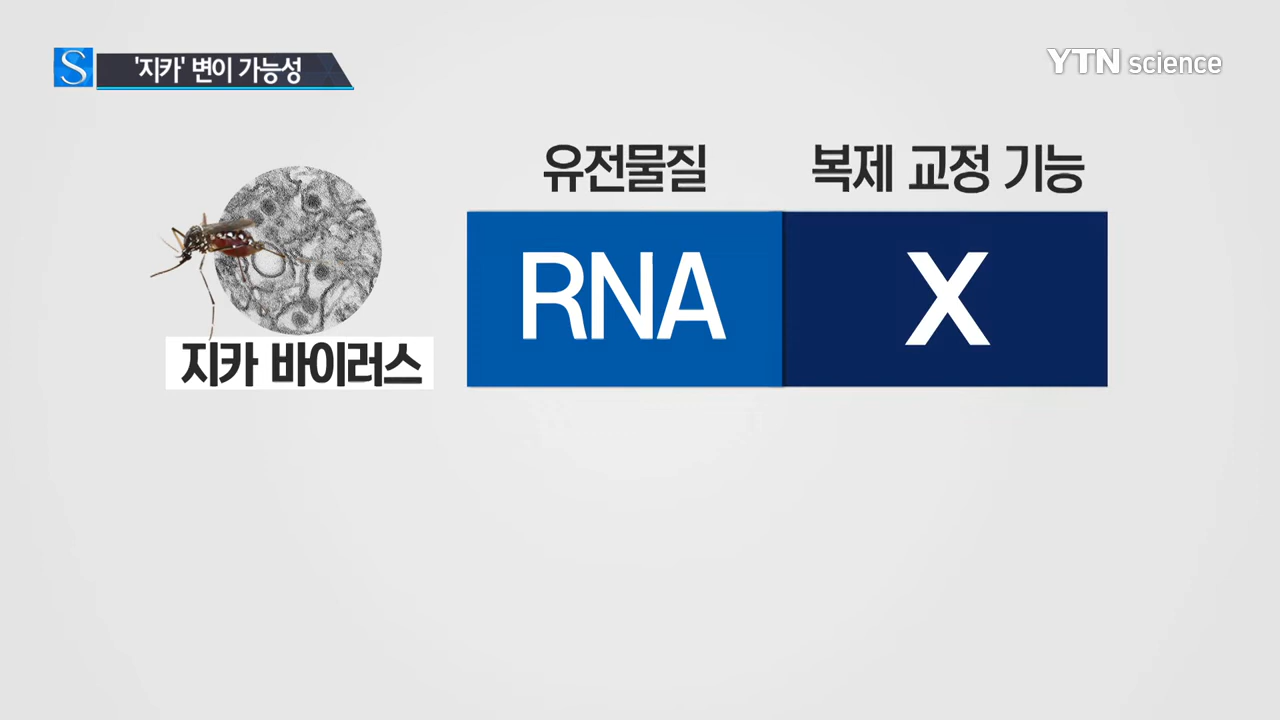 S '지카' 변이 가능성
YTN science
유전물질 복제 교정 기능
RNA X
지카 바이러스